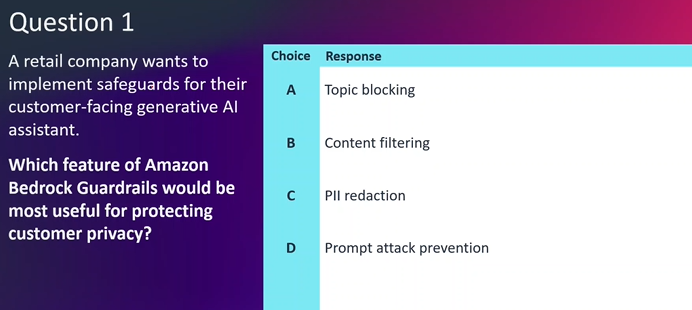 Question 1
A retail company wants to
implement safeguards for their
customer-facing generative AI
assistant.
Which feature of Amazon
Bedrock Guardrails would be
most useful for protecting
customer privacy?
Choice Response
A Topic blocking
B Content filtering
C PII redaction
D Prompt attack prevention